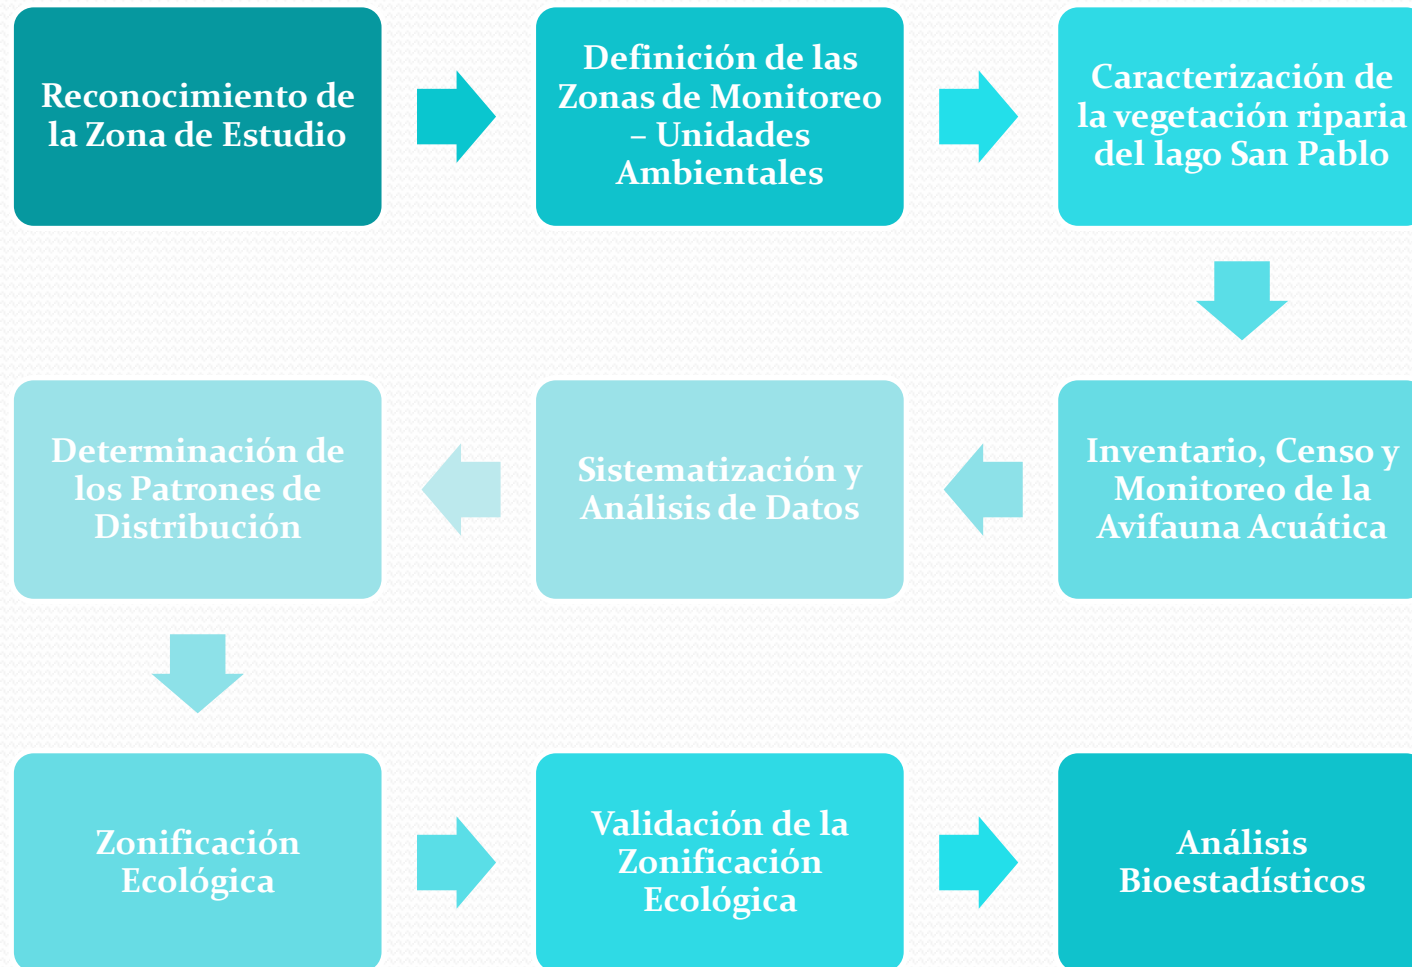 Reconocimiento de
la Zona de Estudio
Definición de las
Zonas de Monitoreo
– Unidades
Ambientales
Caracterización de
la vegetación riparia
del lago San Pablo
Inventario, Censo y
Monitoreo de la
Avifauna Acuática
Sistematización y
Análisis de Datos
Determinación de
los Patrones de
Distribución
Zonificación
Ecológica
Validación de la
Zonificación
Ecológica
Análisis
Bioestadísticos